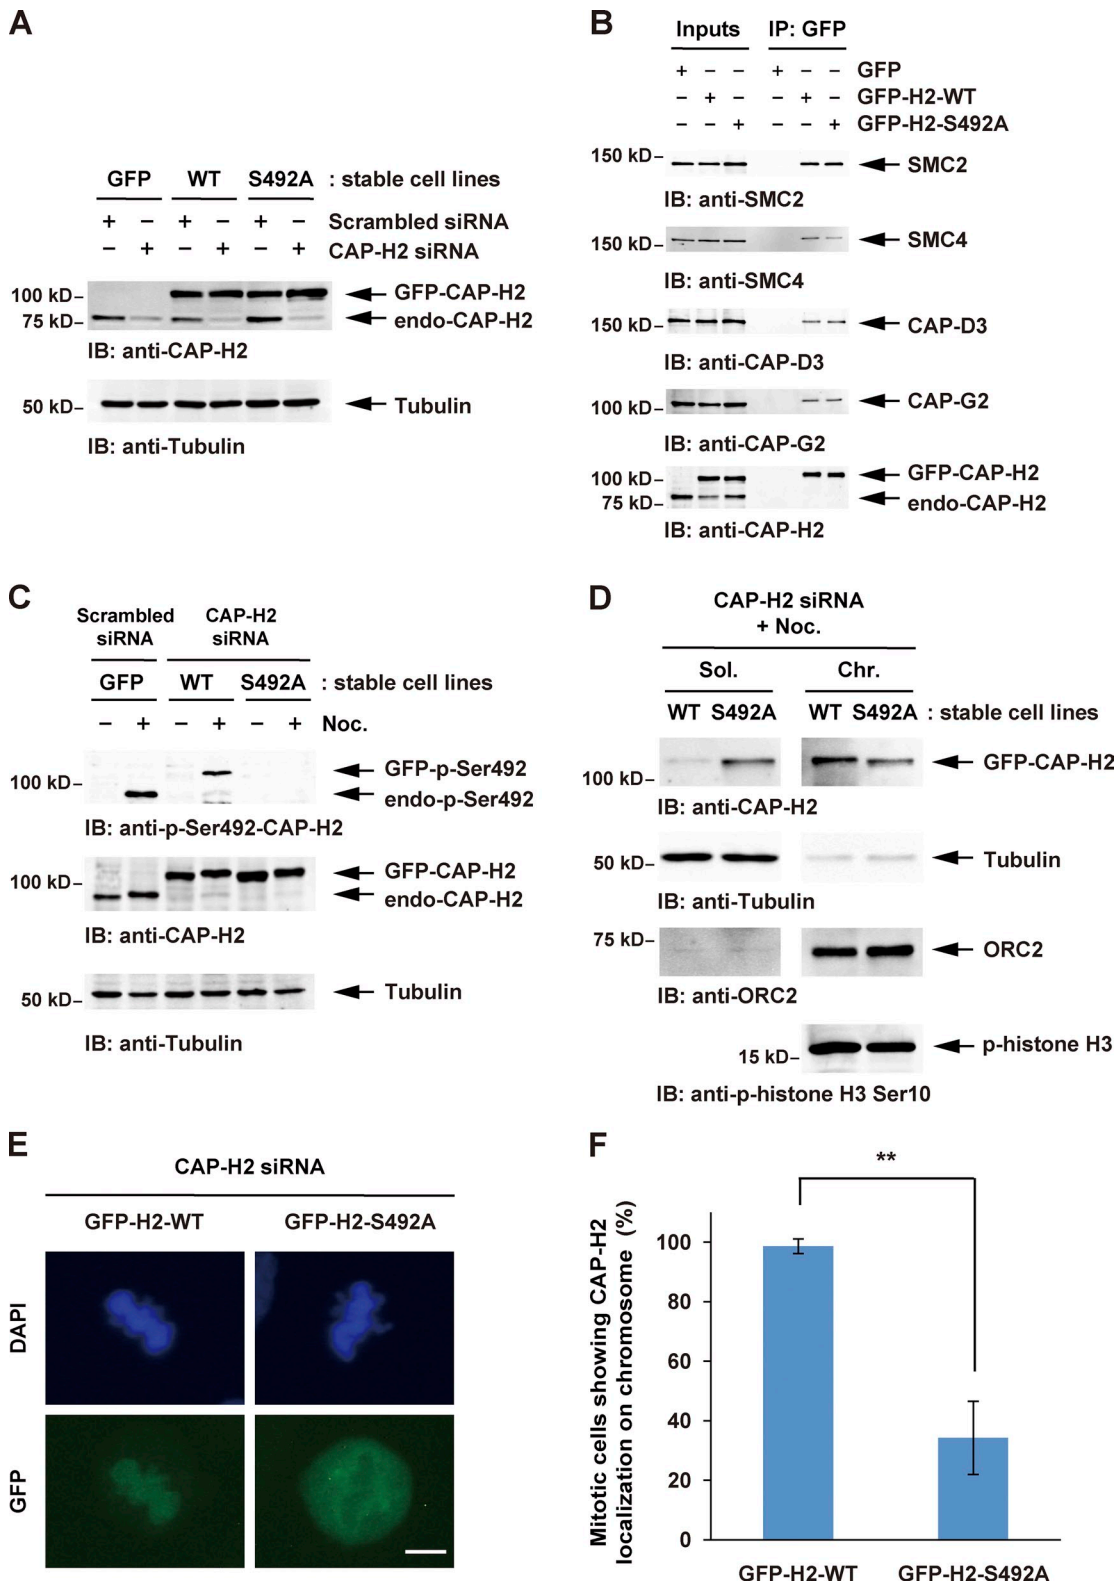 A
GFP WT S492A : stable cell lines
+ – + – + – Scrambled siRNA
– + – + – + CAP-H2 siRNA
100 kD– GFP-CAP-H2
75 kD– endo-CAP-H2
IB: anti-CAP-H2
50 kD– Tubulin
IB: anti-Tubulin
B
Inputs IP: GFP
+ – – + – – GFP
– + – – + – GFP-H2-WT
– – + – – + GFP-H2-S492A
150 kD– SMC2
IB: anti-SMC2
150 kD– SMC4
IB: anti-SMC4
150 kD– CAP-D3
IB: anti-CAP-D3
100 kD– CAP-G2
IB: anti-CAP-G2
100 kD– GFP-CAP-H2
75 kD– endo-CAP-H2
IB: anti-CAP-H2
C
Scrambled siRNA CAP-H2 siRNA
GFP WT S492A : stable cell lines
– + – + – + Noc.
100 kD– GFP-p-Ser492
endo-p-Ser492
IB: anti-p-Ser492-CAP-H2
100 kD– GFP-CAP-H2
endo-CAP-H2
IB: anti-CAP-H2
50 kD– Tubulin
IB: anti-Tubulin
D
CAP-H2 siRNA
+ Noc.
Sol. Chr.
WT S492A WT S492A : stable cell lines
100 kD– GFP-CAP-H2
IB: anti-CAP-H2
50 kD– Tubulin
IB: anti-Tubulin
75 kD– ORC2
IB: anti-ORC2
15 kD– p-histone H3
IB: anti-p-histone H3 Ser10
E
CAP-H2 siRNA
GFP-H2-WT GFP-H2-S492A
DAPI
GFP
F
**
Mitotic cells showing CAP-H2
localization on chromosome (%)
100
80
60
40
20
0
GFP-H2-WT GFP-H2-S492A